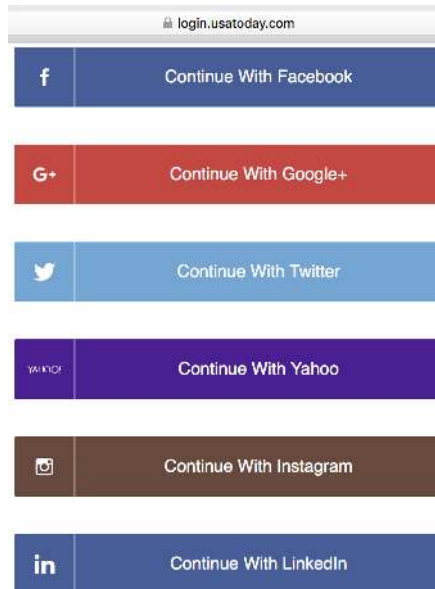 login.usatoday.com
f Continue With Facebook
G+ Continue With Google+
Continue With Twitter
YAHOO! Continue With Yahoo
Continue With Instagram
in Continue With LinkedIn